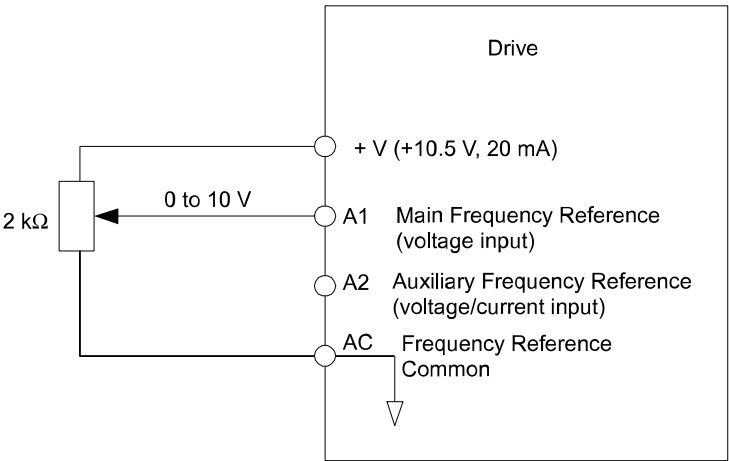 Drive
+ V (+10.5 V, 20 mA)
0 to 10 V
2 kΩ
A1 Main Frequency Reference
(voltage input)
A2 Auxiliary Frequency Reference
(voltage/current input)
AC Frequency Reference
Common